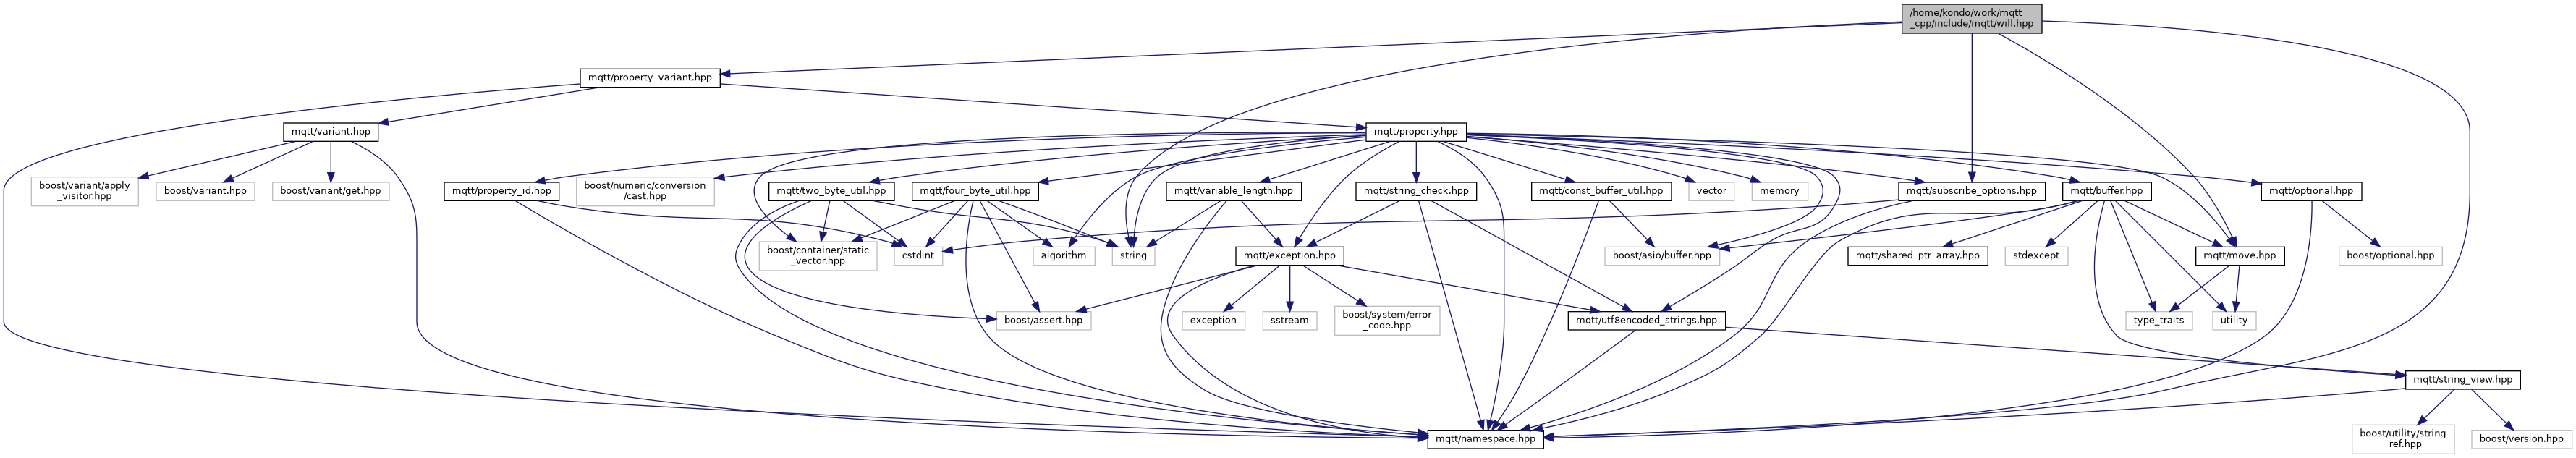 /home/kondo/work/mqtt
_cpp/include/mqtt/will.hpp
mqtt/property_variant.hpp
mqtt/variant.hpp
mqtt/property.hpp
boost/variant/apply
_visitor.hpp
boost/variant.hpp
boost/variant/get.hpp
mqtt/property_id.hpp
boost/numeric/conversion
/cast.hpp
mqtt/two_byte_util.hpp
mqtt/four_byte_util.hpp
mqtt/variable_length.hpp
mqtt/string_check.hpp
mqtt/const_buffer_util.hpp
vector
memory
mqtt/subscribe_options.hpp
mqtt/buffer.hpp
mqtt/optional.hpp
boost/container/static
_vector.hpp
cstdint
algorithm
string
mqtt/exception.hpp
boost/asio/buffer.hpp
mqtt/shared_ptr_array.hpp
stdexcept
mqtt/move.hpp
boost/optional.hpp
boost/assert.hpp
exception
sstream
boost/system/error
_code.hpp
mqtt/utf8encoded_strings.hpp
type_traits
utility
mqtt/string_view.hpp
mqtt/namespace.hpp
boost/utility/string
_ref.hpp
boost/version.hpp